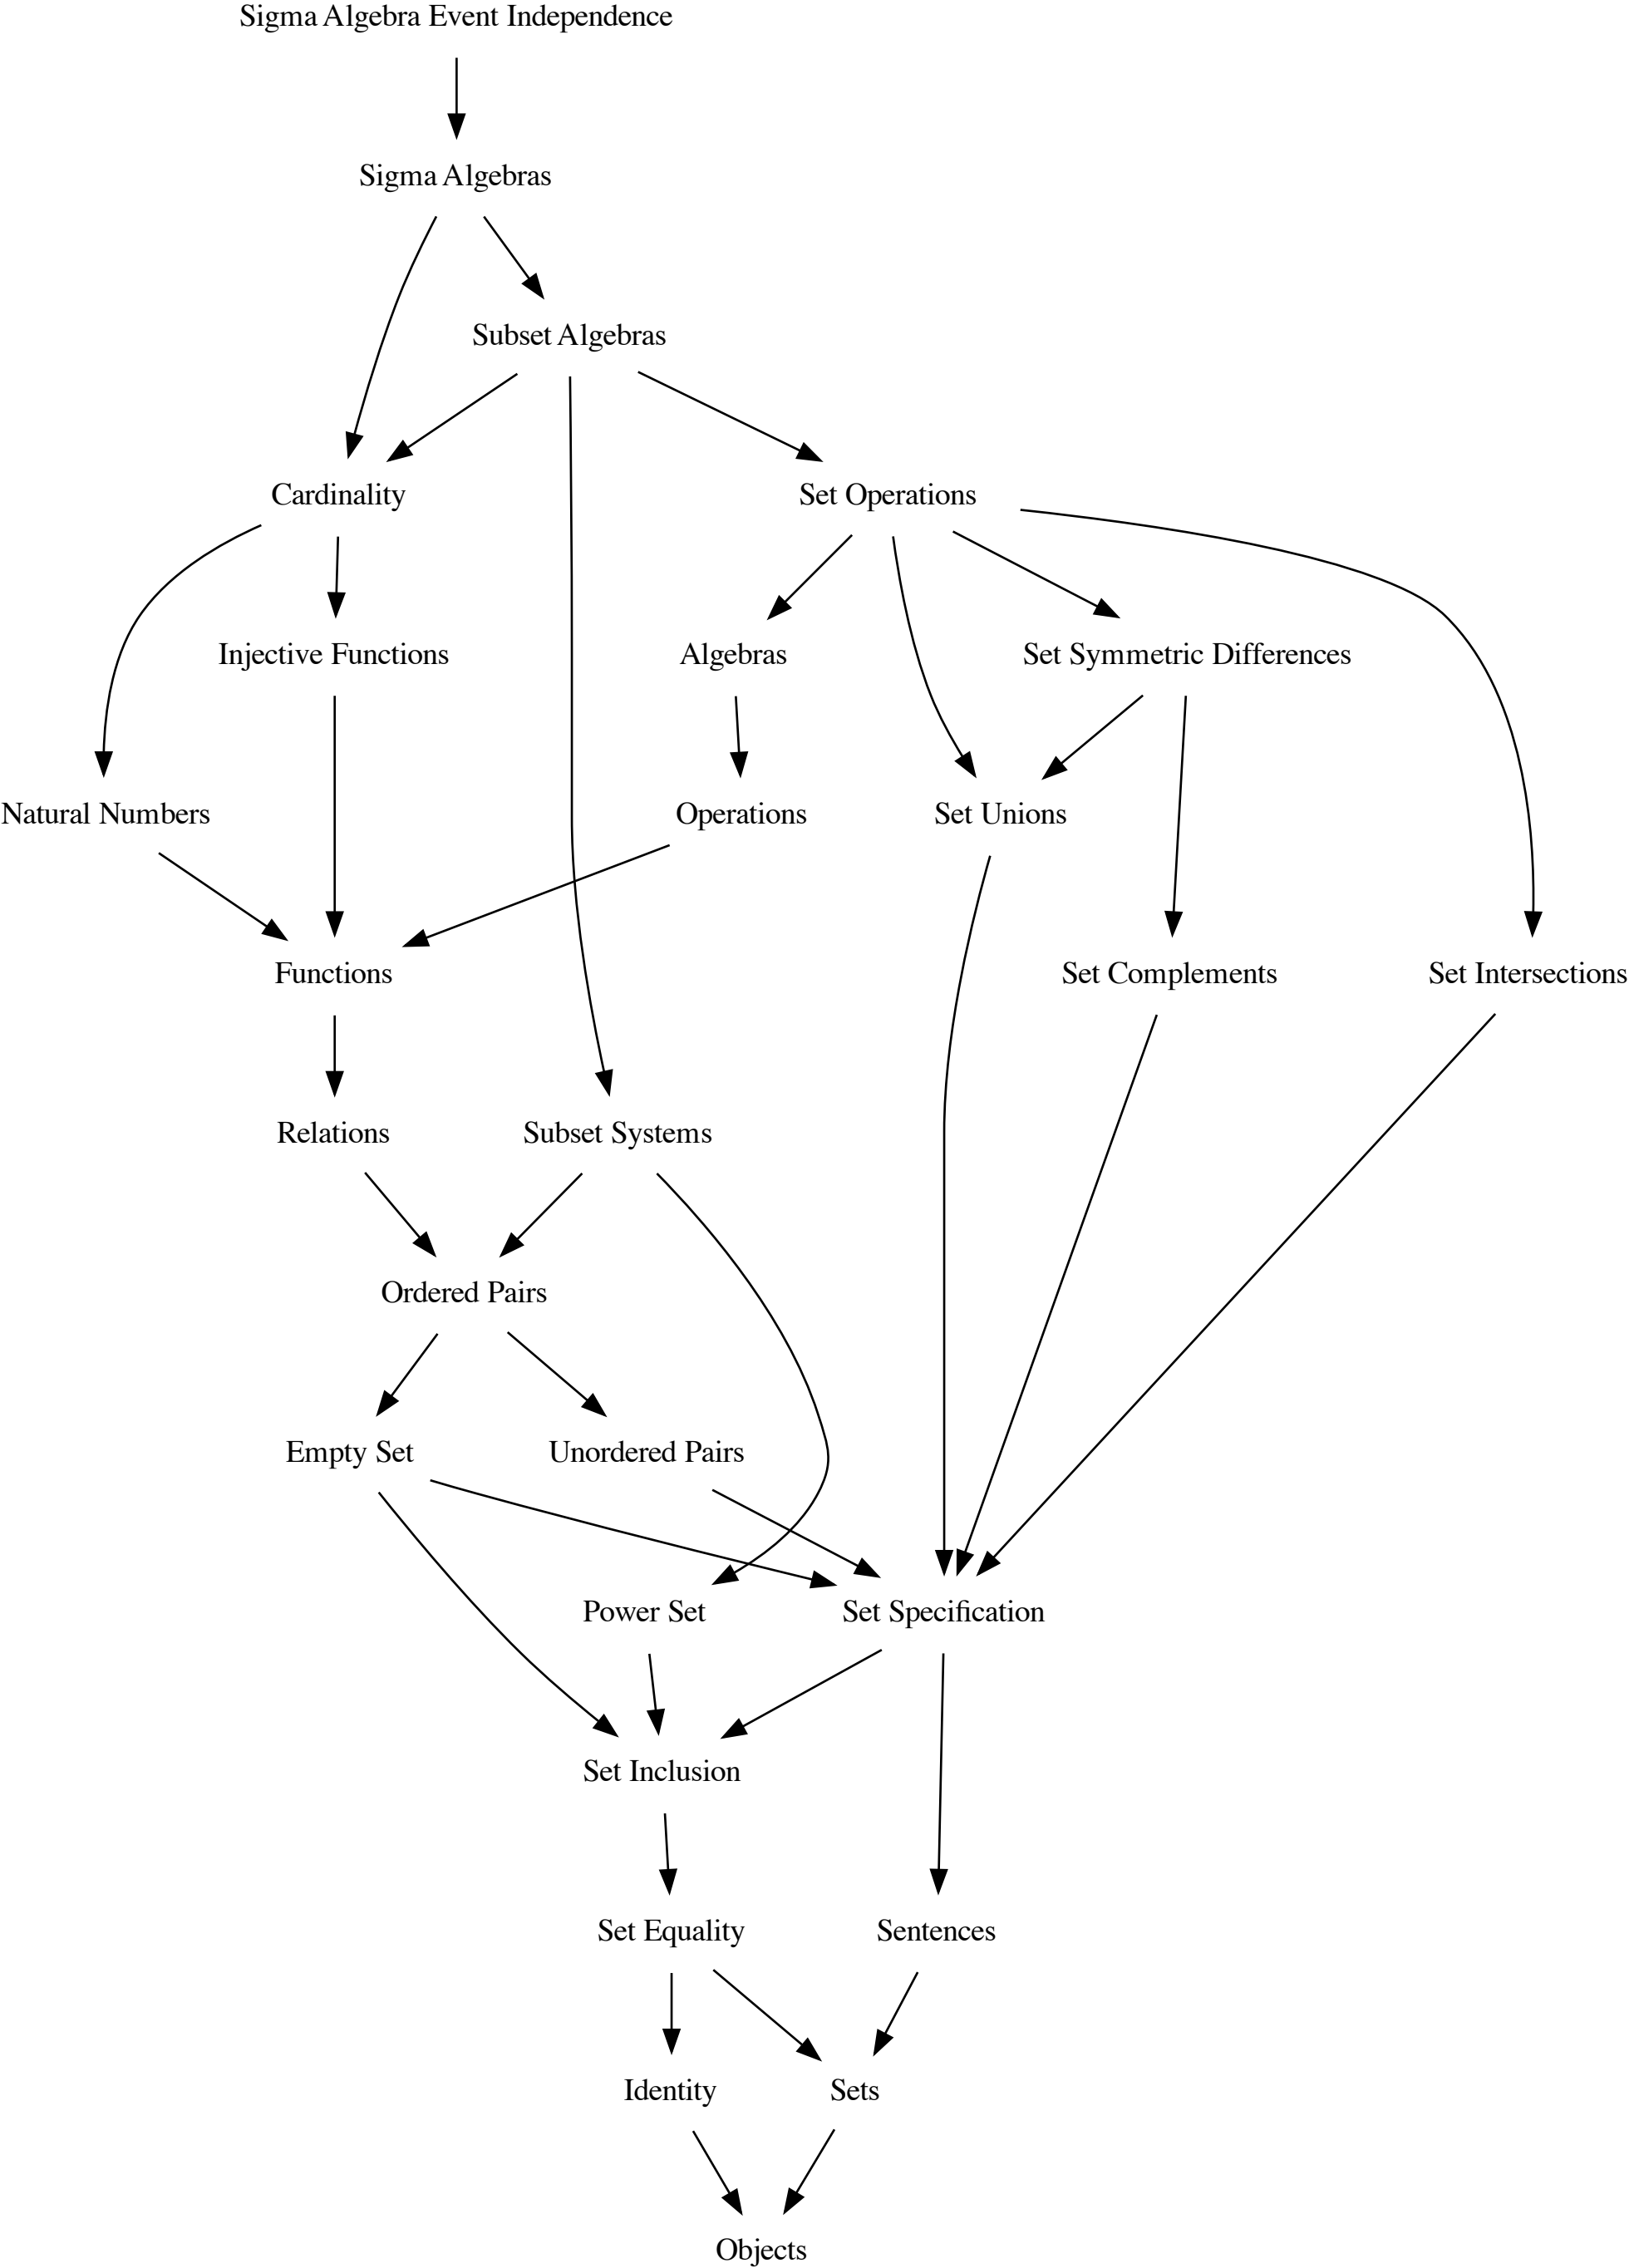 Sigma Algebra Event Independence
Sigma Algebras
Subset Algebras
Cardinality
Set Operations
Injective Functions
Algebras
Set Symmetric Differences
Natural Numbers
Operations
Set Unions
Functions
Set Complements
Set Intersections
Relations
Subset Systems
Ordered Pairs
Empty Set
Unordered Pairs
Power Set
Set Specification
Set Inclusion
Set Equality
Sentences
Identity
Sets
Objects